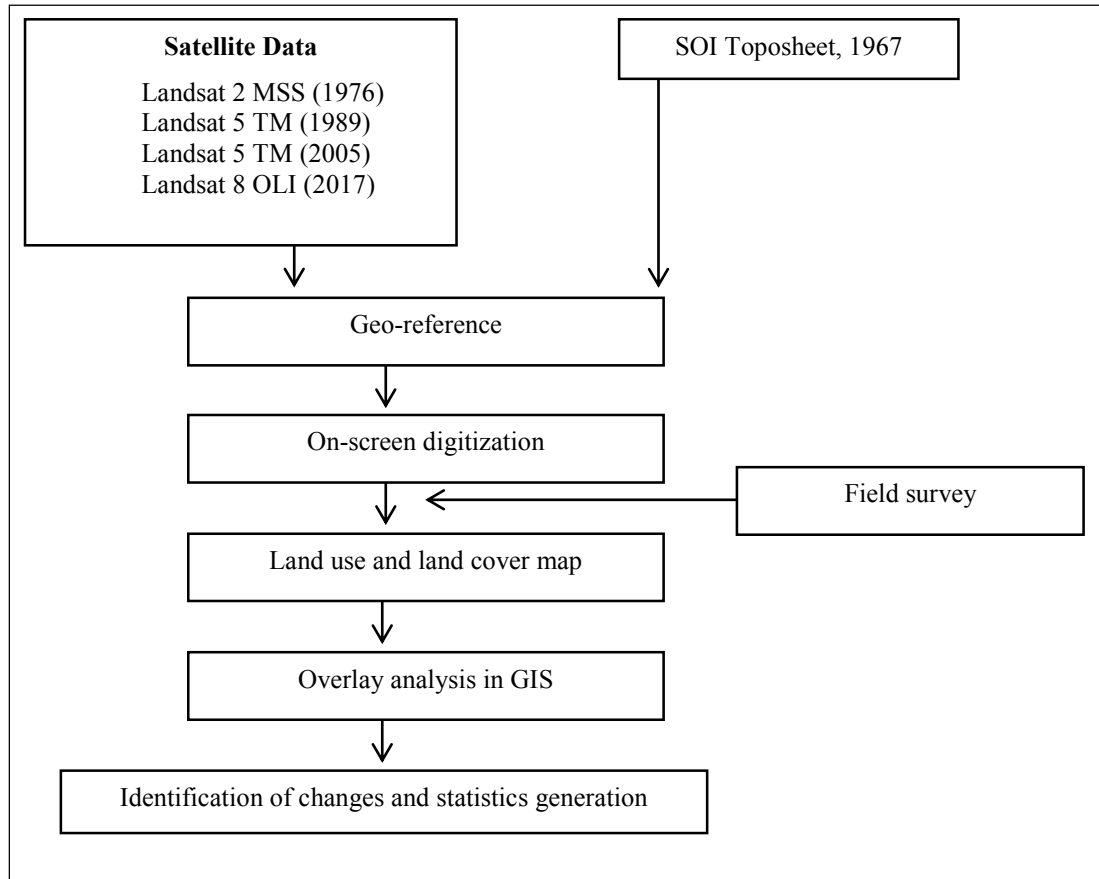 Satellite Data
Landsat 2 MSS (1976)
Landsat 5 TM (1989)
Landsat 5 TM (2005)
Landsat 8 OLI (2017)
SOI Toposheet, 1967
Geo-reference
On-screen digitization
Field survey
Land use and land cover map
Overlay analysis in GIS
Identification of changes and statistics generation